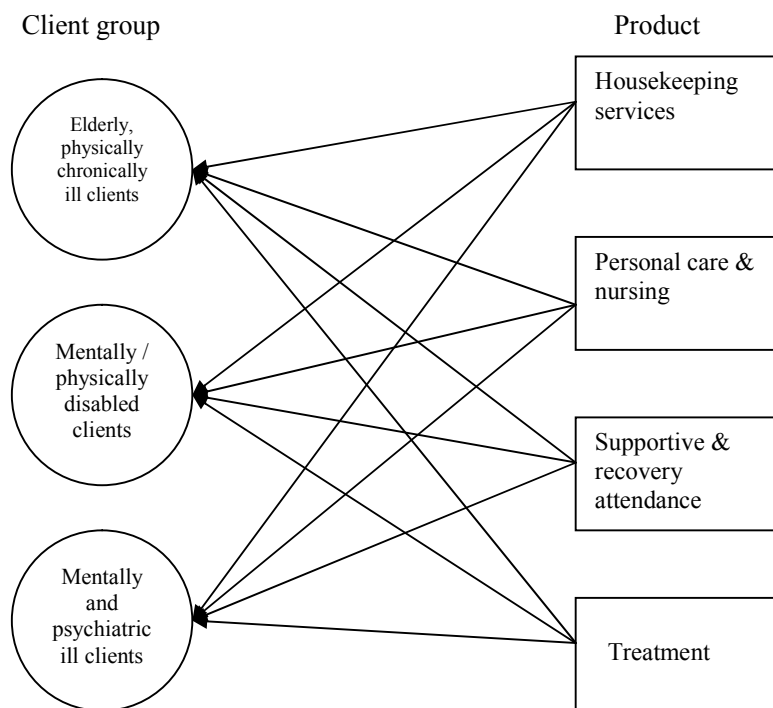 Client group
Product
Elderly,
physically
chronically
ill clients
Housekeeping
services
Personal care &
nursing
Mentally /
physically
disabled
clients
Supportive &
recovery
attendance
Mentally
and
psychiatric
ill clients
Treatment